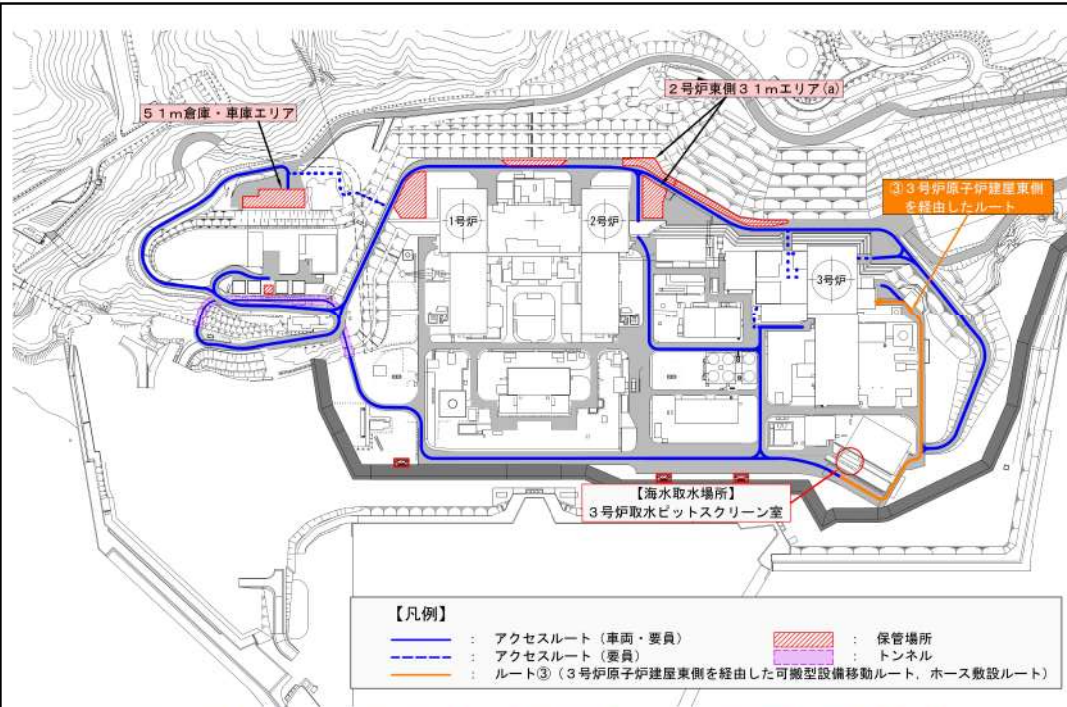 ２号炉東側３１ｍエリア(a)
５１ｍ倉庫・車庫エリア
③３号炉原子炉建屋東側
を経由したルート
1号炉
2号炉
3号炉
【海水取水場所】
３号炉取水ピットスクリーン室
【凡例】
： アクセスルート（車両・要員）
： 保管場所
： アクセスルート（要員）
： トンネル
： ルート③（３号炉原子炉建屋東側を経由した可搬型設備移動ルート，ホース敷設ルート）